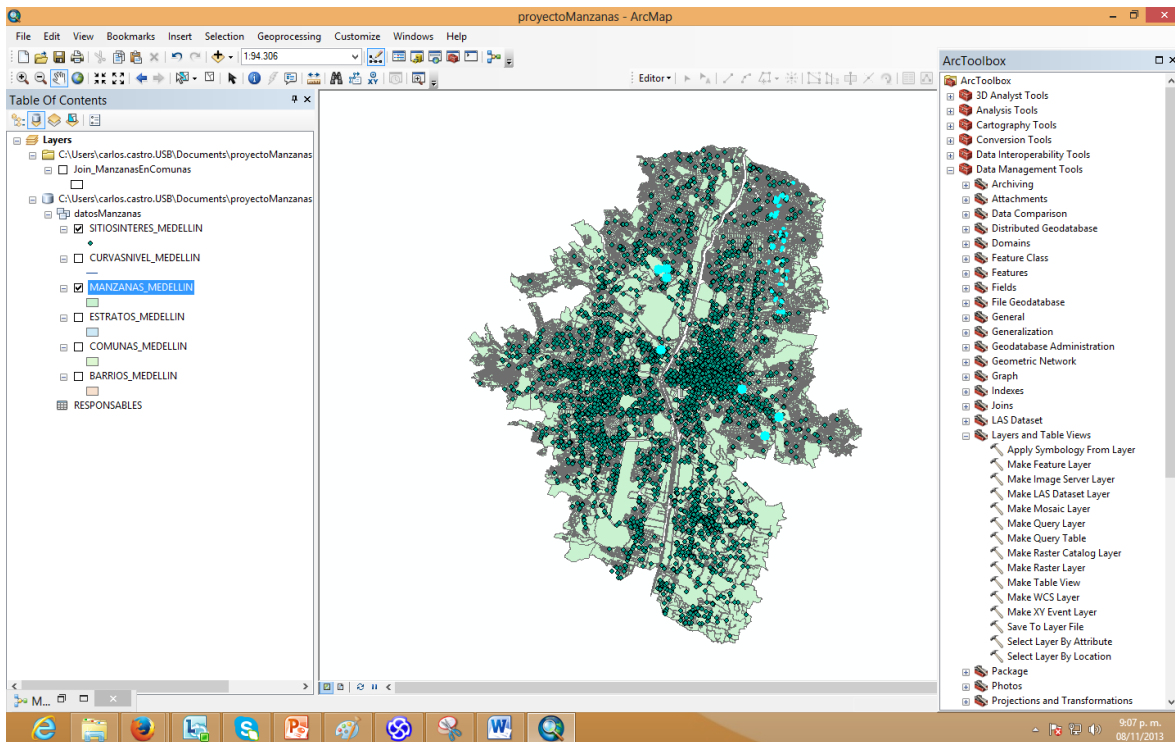 proyectoManzanas - ArcMap
File Edit View Bookmarks Insert Selection Geoprocessing Customize Windows Help
1:94.306
Editor
Table Of Contents
Layers
C:\Users\carlos.castro.USB\Documents\proyectoManzanas
Join_ManzanasEnComunas
C:\Users\carlos.castro.USB\Documents\proyectoManzanas
datosManzanas
SITIOSINTERES_MEDELLIN
CURVASNIVEL_MEDELLIN
MANZANAS_MEDELLIN
ESTRATOS_MEDELLIN
COMUNAS_MEDELLIN
BARRIOS_MEDELLIN
RESPONSABLES
M...
ArcToolbox
ArcToolbox
3D Analyst Tools
Analysis Tools
Cartography Tools
Conversion Tools
Data Interoperability Tools
Data Management Tools
Archiving
Attachments
Data Comparison
Distributed Geodatabase
Domains
Feature Class
Features
Fields
File Geodatabase
General
Generalization
Geodatabase Administration
Geometric Network
Graph
Indexes
Joins
LAS Dataset
Layers and Table Views
Apply Symbology From Layer
Make Feature Layer
Make Image Server Layer
Make LAS Dataset Layer
Make Mosaic Layer
Make Query Layer
Make Query Table
Make Raster Catalog Layer
Make Raster Layer
Make Table View
Make WCS Layer
Make XY Event Layer
Save To Layer File
Select Layer By Attribute
Select Layer By Location
Package
Photos
Projections and Transformations
9:07 p. m.
08/11/2013